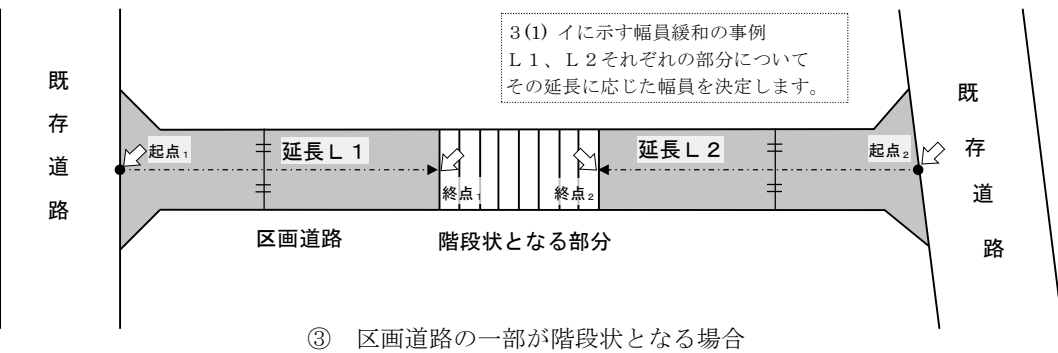 3(1) イに示す幅員緩和の事例
L1、L2それぞれの部分について
その延長に応じた幅員を決定します。
既存道路
起点₁
延長L1
終点₁
終点₂
延長L2
起点₂
既存道路
区画道路
階段状となる部分
③ 区画道路の一部が階段状となる場合